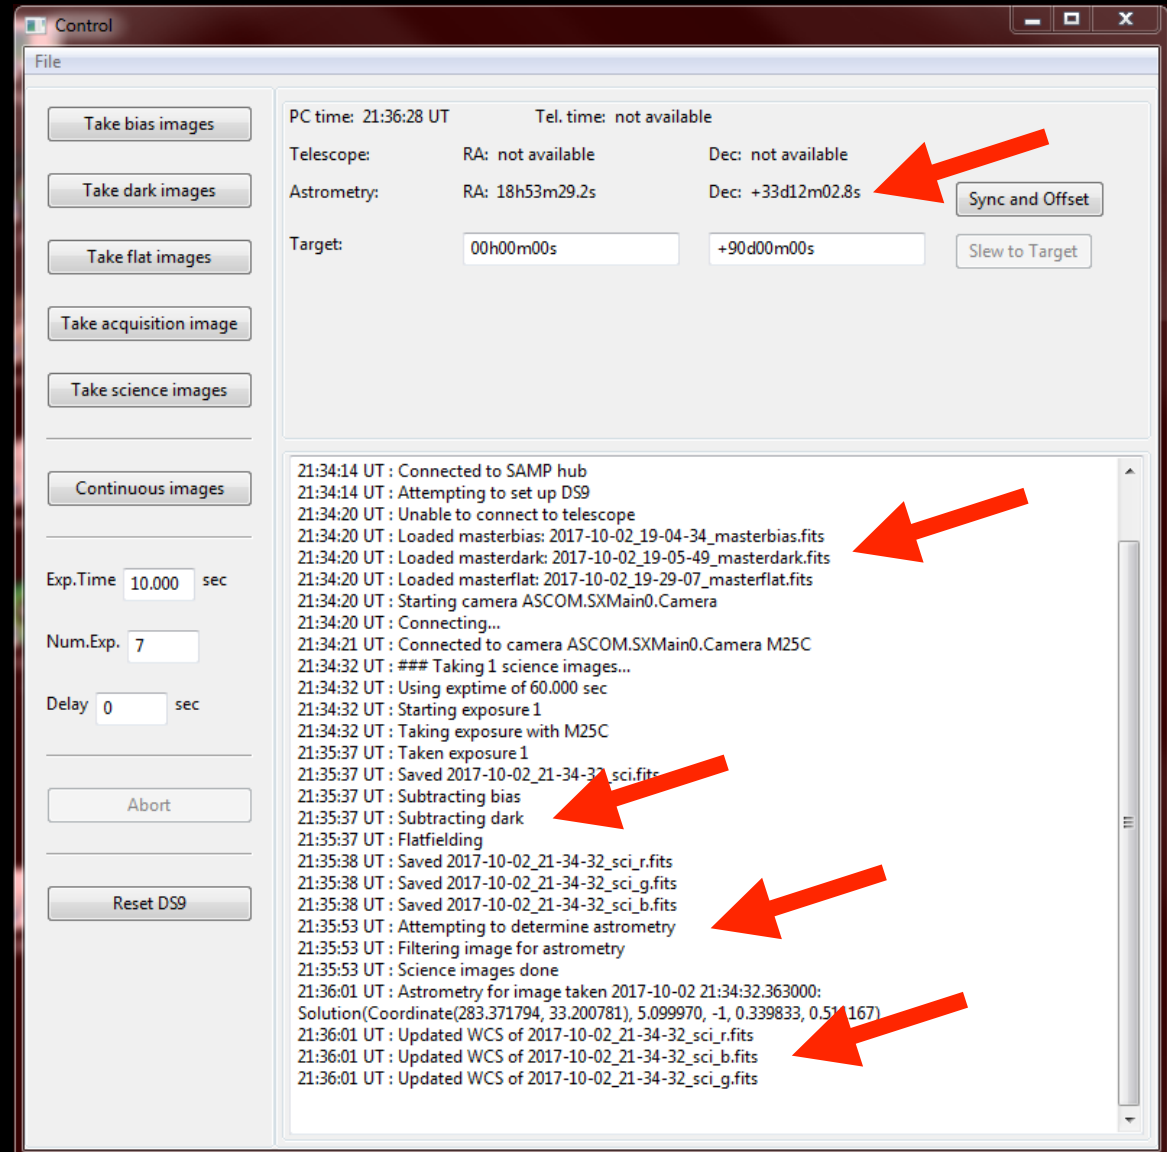 Control
File
Take bias images
Take dark images
Take flat images
Take acquisition image
Take science images
Continuous images
Exp.Time 10.000 sec
Num.Exp. 7
Delay 0 sec
Abort
Reset DS9
PC time: 21:36:28 UT Tel. time: not available
Telescope: RA: not available Dec: not available
Astrometry: RA: 18h53m29.2s Dec: +33d12m02.8s Sync and Offset
Target: 00h00m00s +90d00m00s Slew to Target
21:34:14 UT : Connected to SAMP hub
21:34:14 UT : Attempting to set up DS9
21:34:20 UT : Unable to connect to telescope
21:34:20 UT : Loaded masterbias: 2017-10-02_19-04-34_masterbias.fits
21:34:20 UT : Loaded masterdark: 2017-10-02_19-05-49_masterdark.fits
21:34:20 UT : Loaded masterflat: 2017-10-02_19-29-07_masterflat.fits
21:34:20 UT : Starting camera ASCOM.SXMain0.Camera
21:34:20 UT : Connecting...
21:34:21 UT : Connected to camera ASCOM.SXMain0.Camera M25C
21:34:32 UT : ### Taking 1 science images...
21:34:32 UT : Using exptime of 60.000 sec
21:34:32 UT : Starting exposure 1
21:34:32 UT : Taking exposure with M25C
21:35:37 UT : Taken exposure 1
21:35:37 UT : Saved 2017-10-02_21-34-32_sci.fits
21:35:37 UT : Subtracting bias
21:35:37 UT : Subtracting dark
21:35:37 UT : Flatfielding
21:35:38 UT : Saved 2017-10-02_21-34-32_sci_r.fits
21:35:38 UT : Saved 2017-10-02_21-34-32_sci_g.fits
21:35:38 UT : Saved 2017-10-02_21-34-32_sci_b.fits
21:35:53 UT : Attempting to determine astrometry
21:35:53 UT : Filtering image for astrometry
21:35:53 UT : Science images done
21:36:01 UT : Astrometry for image taken 2017-10-02 21:34:32.363000:
Solution(Coordinate(283.371794, 33.200781), 5.099970, -1, 0.339833,
21:36:01 UT : Updated WCS of 2017-10-02_21-34-32_sci_r.fits
21:36:01 UT : Updated WCS of 2017-10-02_21-34-32_sci_b.fits
21:36:01 UT : Updated WCS of 2017-10-02_21-34-32_sci_g.fits